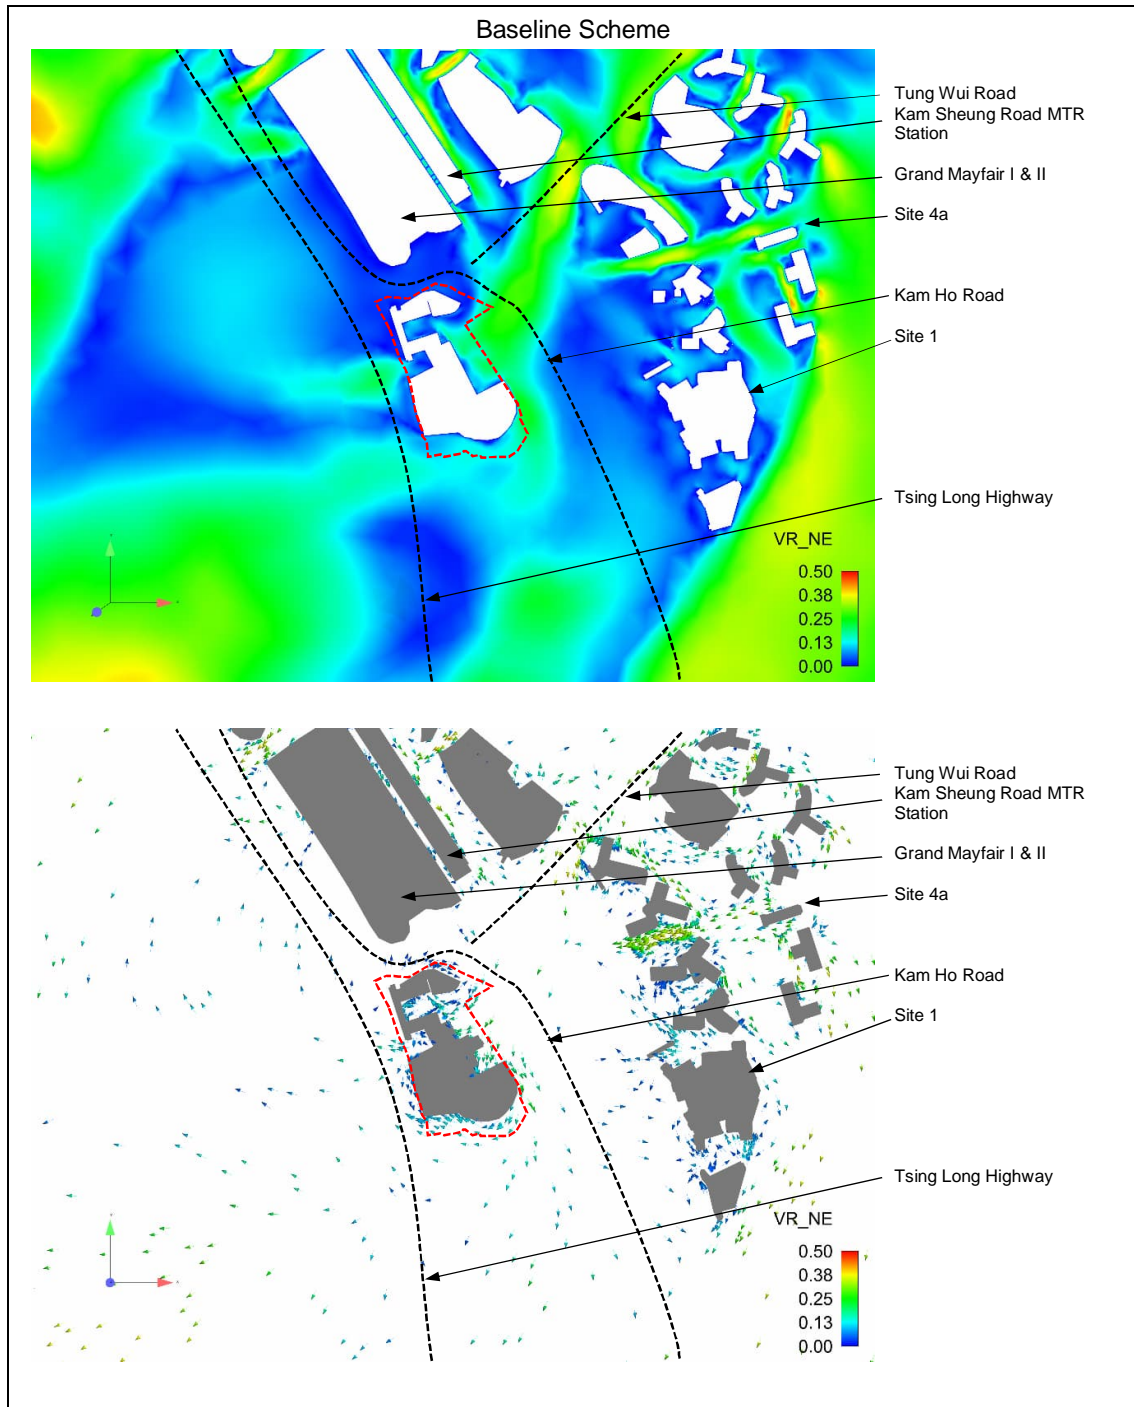 Baseline Scheme
Tung Wui Road
Kam Sheung Road MTR
Station
Grand Mayfair I & II
Site 4a
Kam Ho Road
Site 1
Tsing Long Highway
VR_NE
0.50
0.38
0.25
0.13
0.00
Tung Wui Road
Kam Sheung Road MTR
Station
Grand Mayfair I & II
Site 4a
Kam Ho Road
Site 1
Tsing Long Highway
VR_NE
0.50
0.38
0.25
0.13
0.00